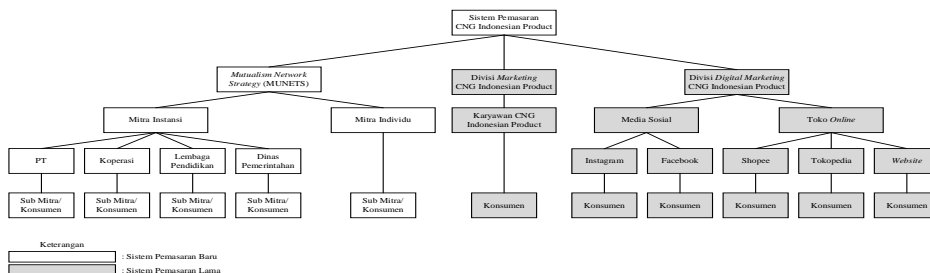 Sistem Pemasaran
CNG Indonesian Product
Mutualism Network
Strategy (MUNETS)
Divisi Marketing
CNG Indonesian Product
Divisi Digital Marketing
CNG Indonesian Product
Mitra Instansi
Mitra Individu
Karyawan CNG
Indonesian Product
Media Sosial
Toko Online
PT
Koperasi
Lembaga
Pendidikan
Dinas
Pemerintahan
Instagram
Facebook
Shopee
Tokopedia
Website
Sub Mitra/
Konsumen
Sub Mitra/
Konsumen
Sub Mitra/
Konsumen
Sub Mitra/
Konsumen
Sub Mitra/
Konsumen
Konsumen
Konsumen
Konsumen
Konsumen
Konsumen
Konsumen
Keterangan
: Sistem Pemasaran Baru
: Sistem Pemasaran Lama